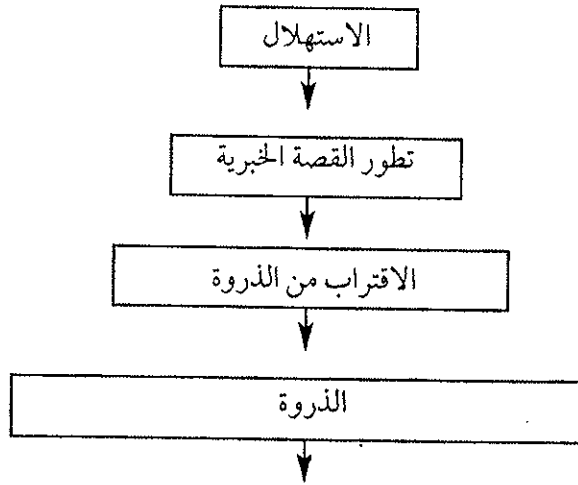 الاستهلال
تطور القصة الخبرية
الاقتراب من الذروة
الذروة